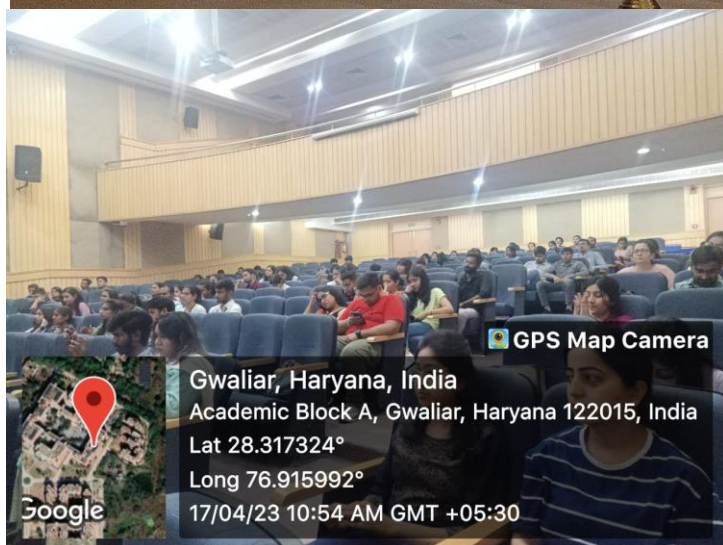 GPS Map Camera
Gwaliar, Haryana, India
Academic Block A, Gwaliar, Haryana 122015, India
Lat 28.317324°
Long 76.915992°
17/04/23 10:54 AM GMT +05:30
Google